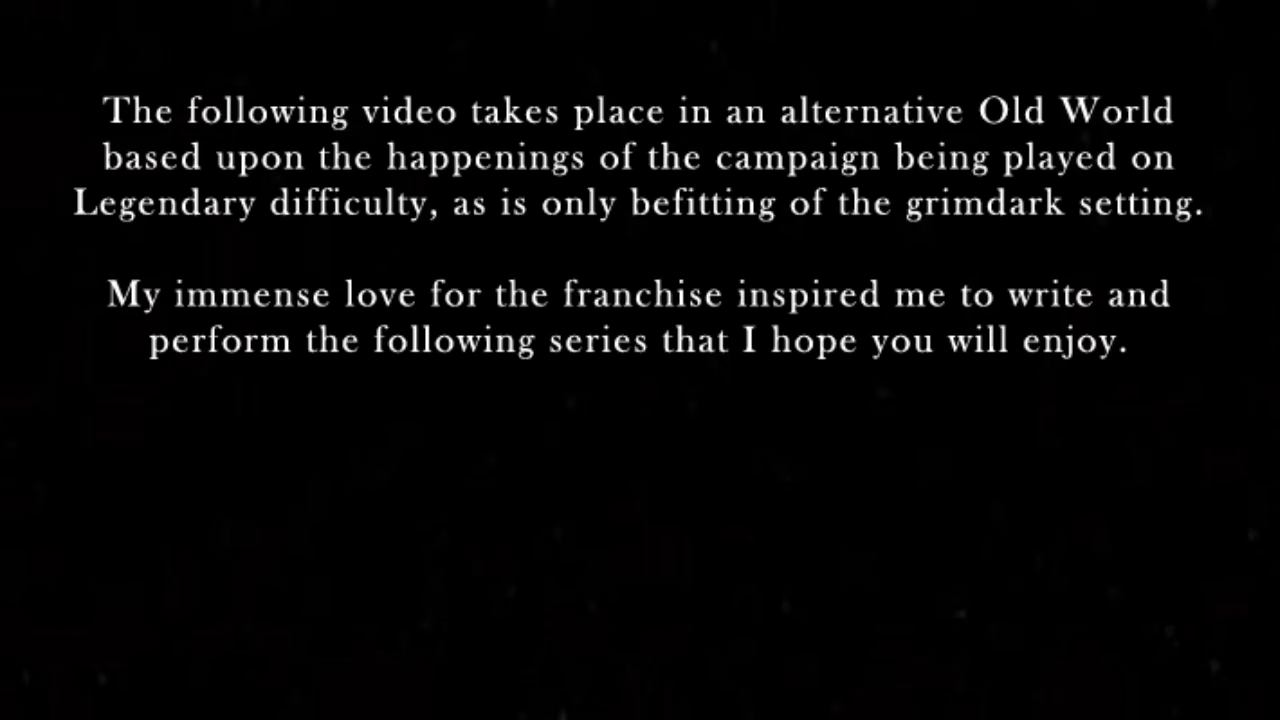 The following video takes place in an alternative Old World
based upon the happenings of the campaign being played on
Legendary difficulty, as is only befitting of the grimdark setting.
My immense love for the franchise inspired me to write and
perform the following series that I hope you will enjoy.